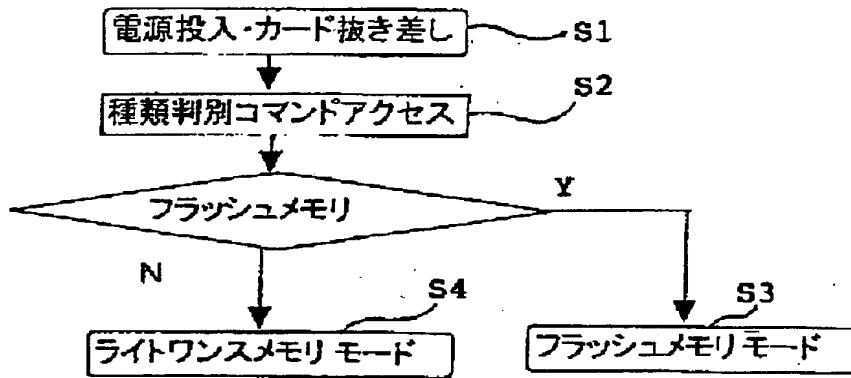 電源投入・カード抜き差し S1
種類判別コマンドアクセス S2
フラッシュメモリ
Y
N
S4
S3
ライトワンスメモリ モード
フラッシュメモリ モード